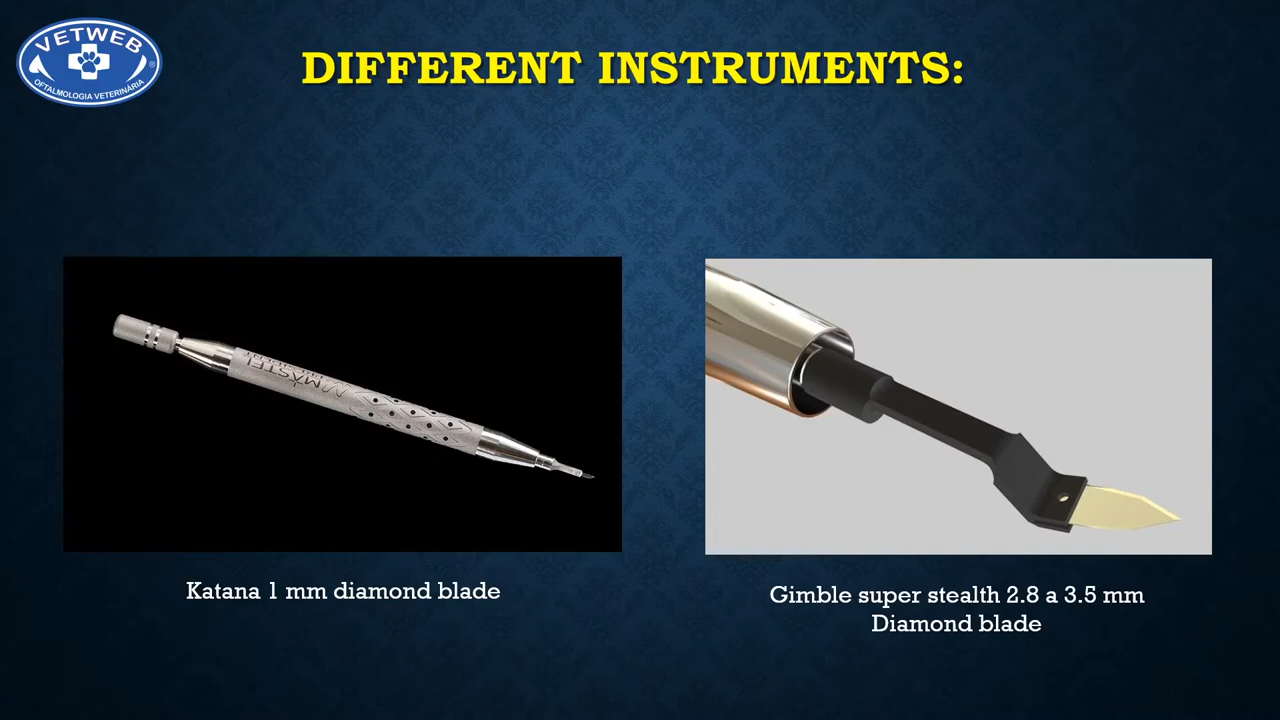 VETWEB
OFTALMOLOGIA VETERINÁRIA
DIFFERENT INSTRUMENTS:
MASTEL
Katana 1 mm diamond blade
Gimble super stealth 2.8 a 3.5 mm
Diamond blade